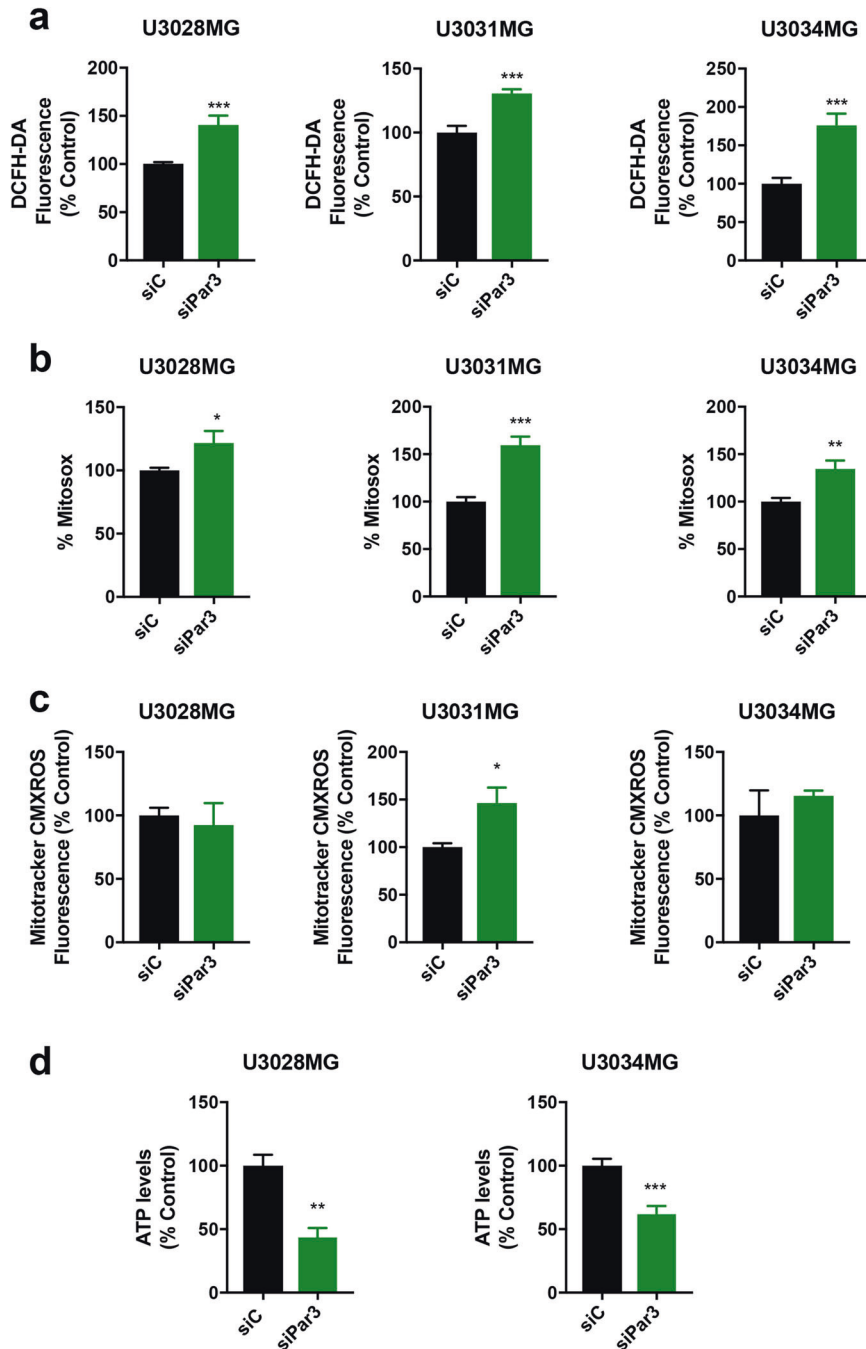 a
U3028MG
U3031MG
U3034MG
DCFH-DA
Fluorescence
(% Control)
200
150
100
50
0
***
siC
siPar3
DCFH-DA
Fluorescence
(% Control)
150
100
50
0
***
siC
siPar3
DCFH-DA
Fluorescence
(% Control)
250
200
150
100
50
0
***
siC
siPar3
b
U3028MG
U3031MG
U3034MG
% Mitosox
150
100
50
0
*
siC
siPar3
% Mitosox
200
150
100
50
0
***
siC
siPar3
% Mitosox
200
150
100
50
0
**
siC
siPar3
c
U3028MG
U3031MG
U3034MG
Mitotracker CMXROS
Fluorescence (% Control)
150
100
50
0
siC
siPar3
Mitotracker CMXROS
Fluorescence (% Control)
200
150
100
50
0
*
siC
siPar3
Mitotracker CMXROS
Fluorescence (% Control)
150
100
50
0
siC
siPar3
d
U3028MG
U3034MG
ATP levels
(% Control)
150
100
50
0
**
siC
siPar3
ATP levels
(% Control)
150
100
50
0
***
siC
siPar3